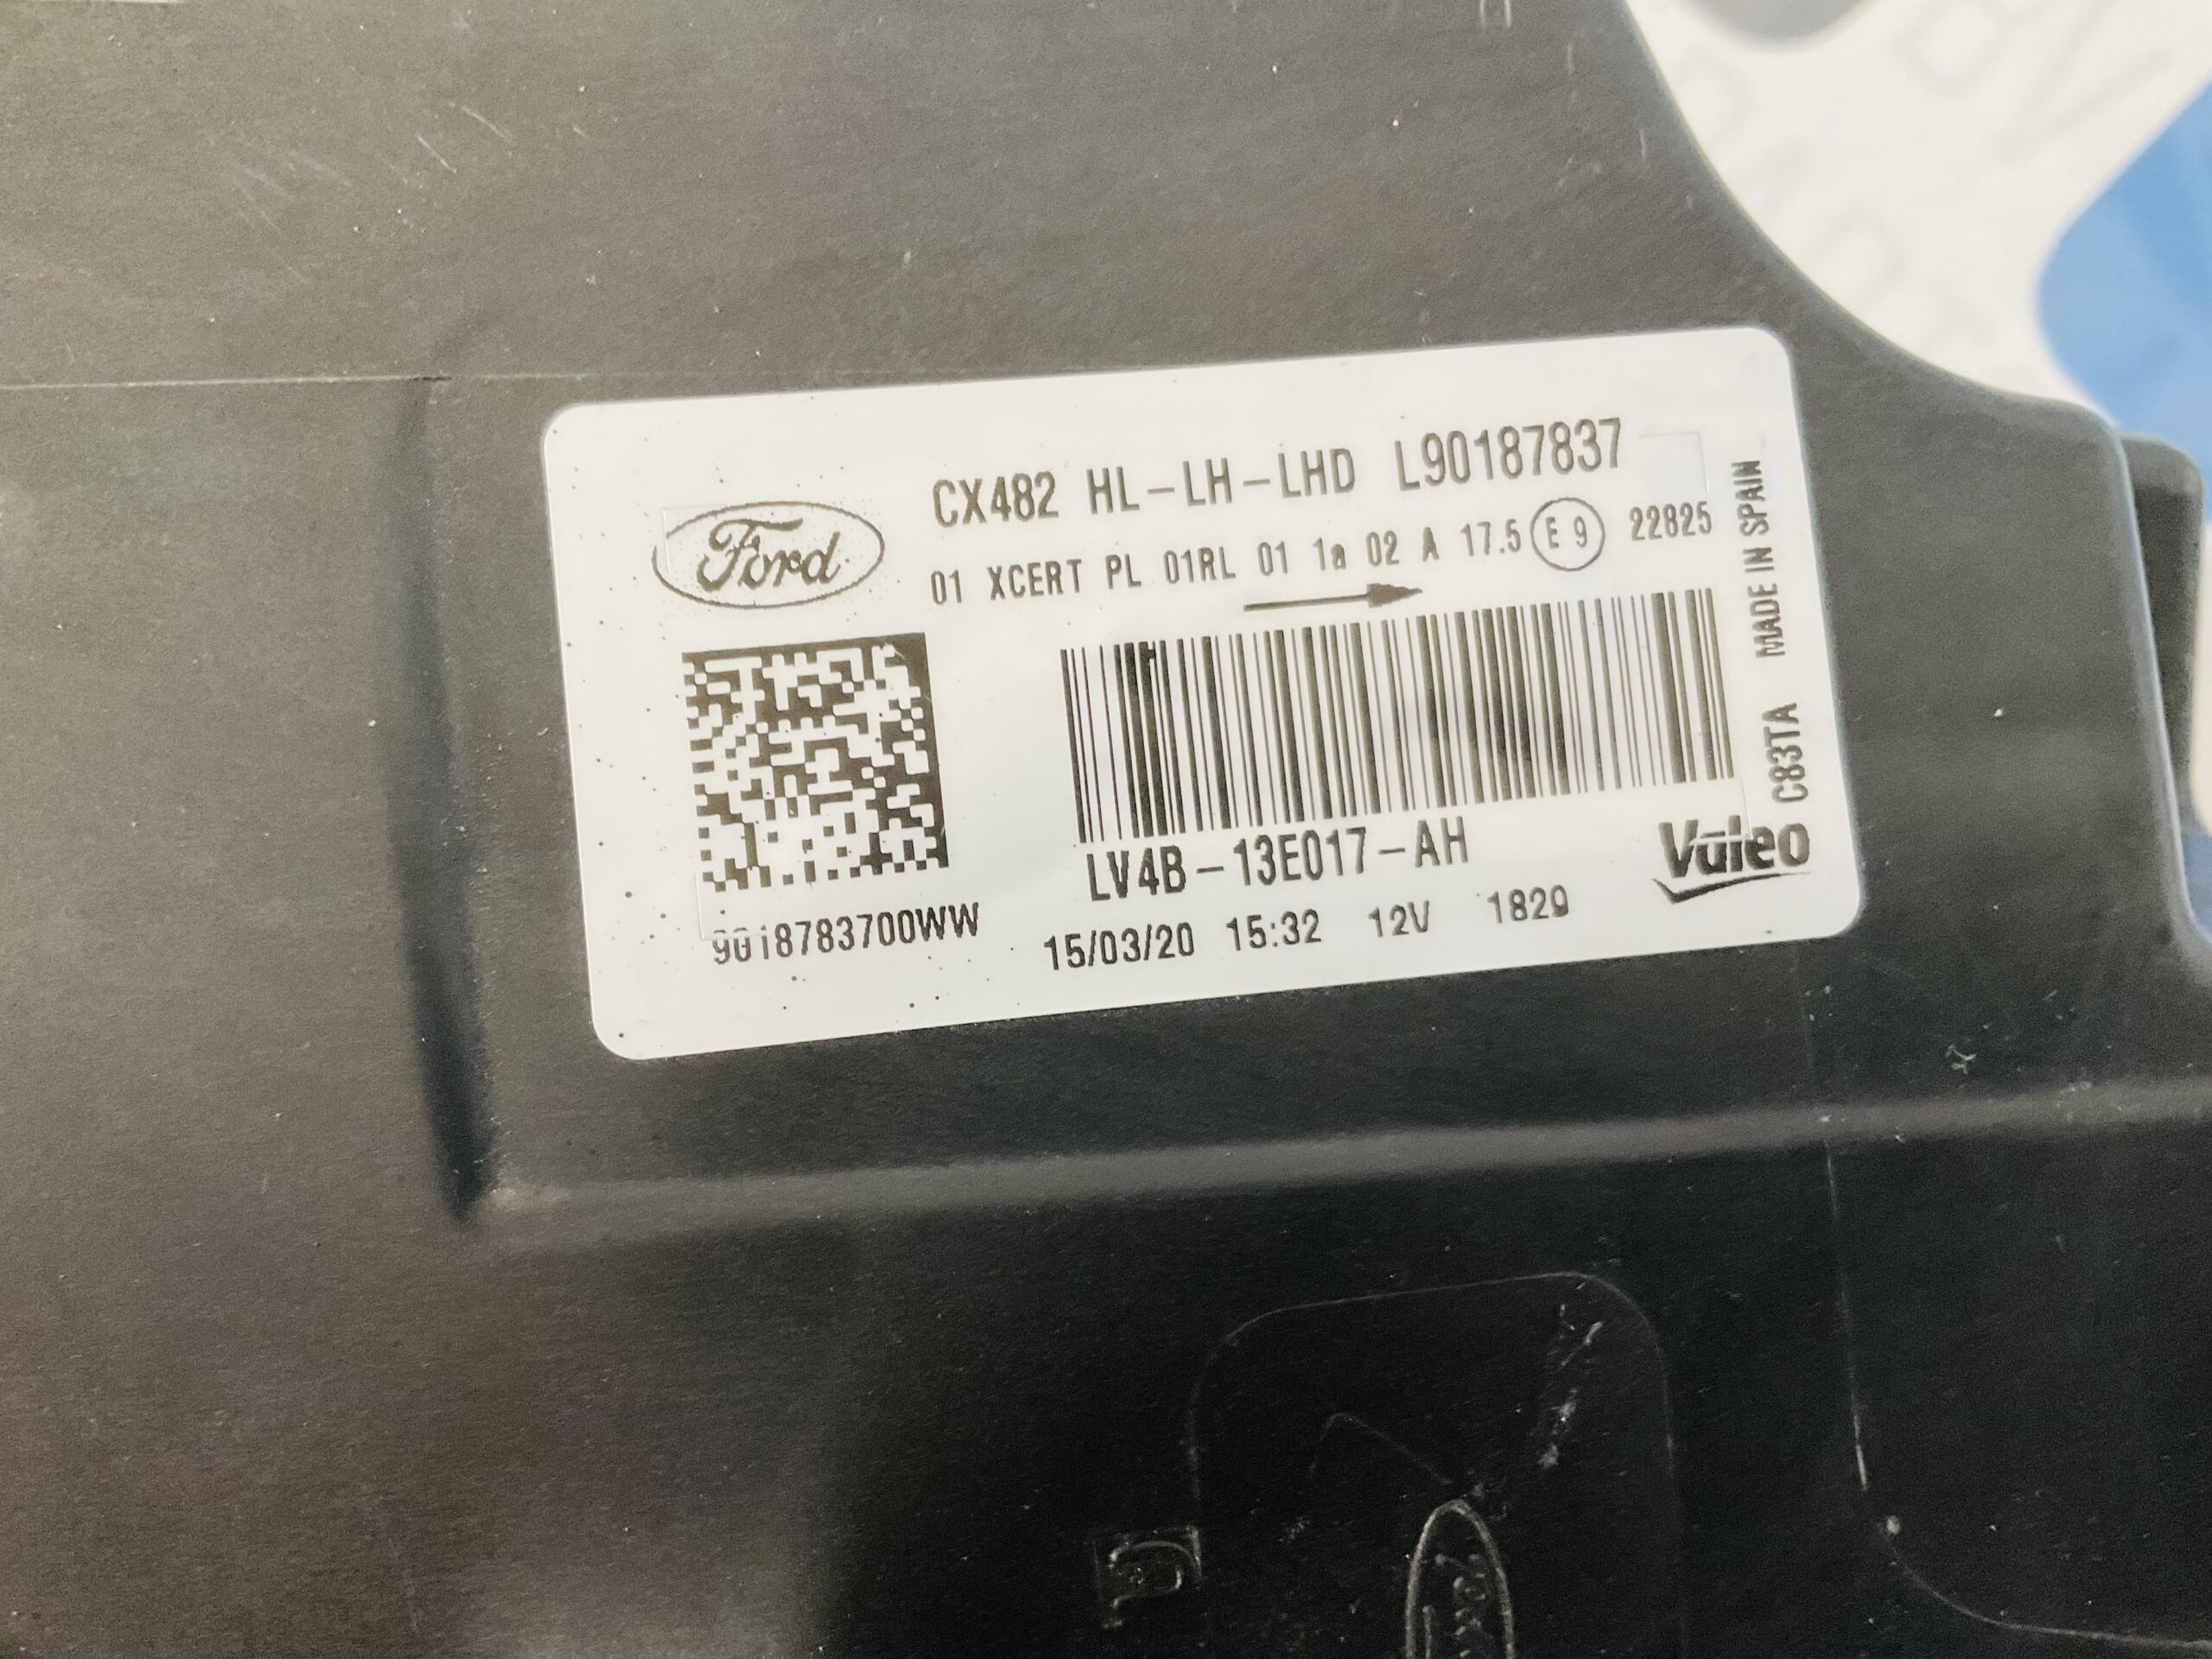 CX482 HL-LH-LHD L90187837
Ford
01 XCERT PL 01RL 01 1a 02 A 17.5 E9 22825
MADE IN SPAIN
C83TA
LV4B-13E017-AH
Valeo
9018783700WW
15/03/20 15:32 12V 1829